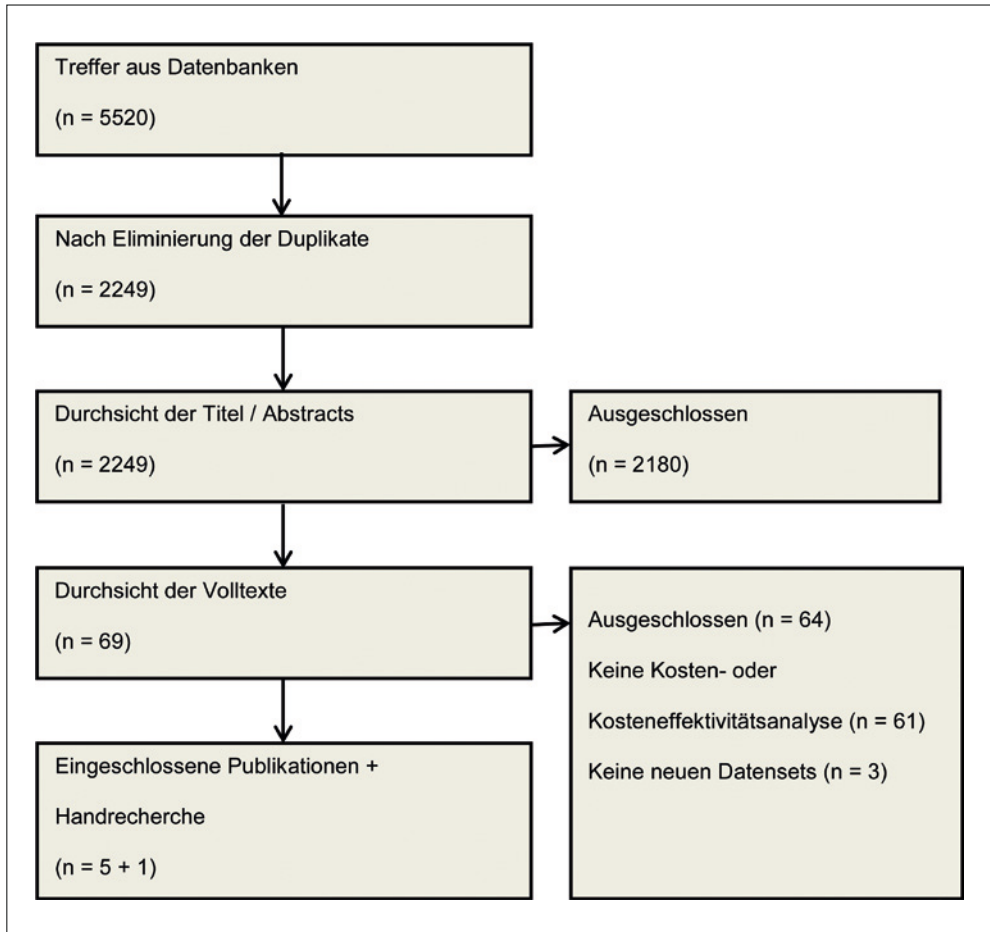 Treffer aus Datenbanken
(n = 5520)
Nach Eliminierung der Duplikate
(n = 2249)
Durchsicht der Titel / Abstracts
(n = 2249)
Ausgeschlossen
(n = 2180)
Durchsicht der Volltexte
(n = 69)
Ausgeschlossen (n = 64)
Keine Kosten- oder
Kosteneffektivitätsanalyse (n = 61)
Keine neuen Datensets (n = 3)
Eingeschlossene Publikationen +
Handrecherche
(n = 5 + 1)